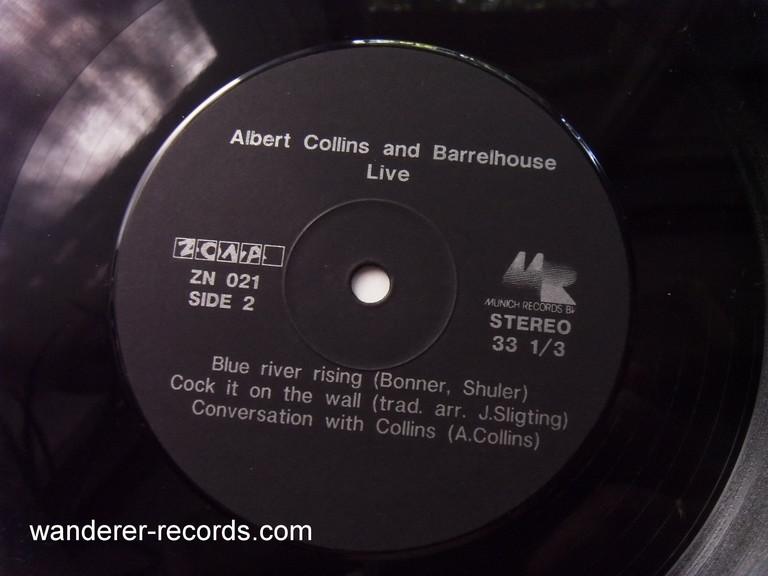 Albert Collins and Barrelhouse
Live
ZN 021
SIDE 2
MR
MUNICH RECORDS BV
STEREO
33 1/3
Blue river rising (Bonner, Shuler)
Cock it on the wall (trad. arr. J.Sligting)
Conversation with Collins (A.Collins)
wanderer-records.com